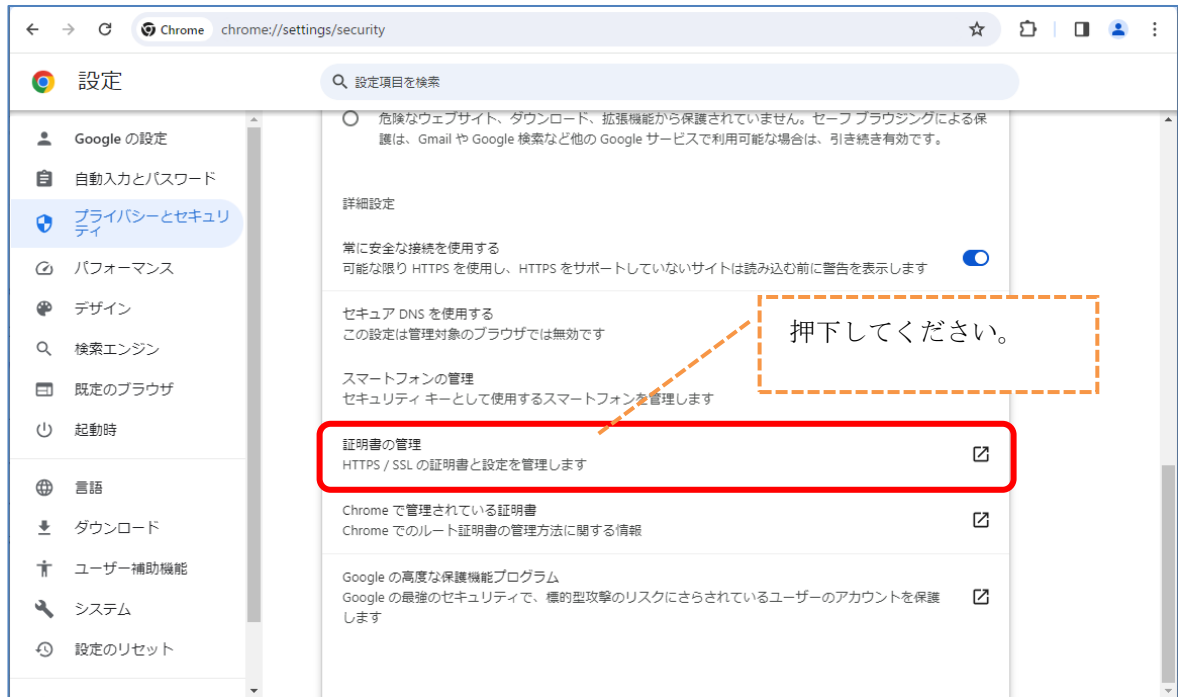 Chrome chrome://settings/security
設定
設定項目を検索
Google の設定
自動入力とパスワード
プライバシーとセキュリ
ティ
パフォーマンス
デザイン
検索エンジン
既定のブラウザ
起動時
言語
ダウンロード
ユーザー補助機能
システム
設定のリセット
危険なウェブサイト、ダウンロード、拡張機能から保護されていません。セーフ ブラウジングによる保
護は、Gmail や Google 検索など他の Google サービスで利用可能な場合は、引き続き有効です。
詳細設定
常に安全な接続を使用する
可能な限り HTTPS を使用し、HTTPS をサポートしていないサイトは読み込む前に警告を表示します
セキュア DNS を使用する
この設定は管理対象のブラウザでは無効です
押下してください。
スマートフォンの管理
セキュリティ キーとして使用するスマートフォンを管理します
証明書の管理
HTTPS / SSL の証明書と設定を管理します
Chrome で管理されている証明書
Chrome でのルート証明書の管理方法に関する情報
Google の高度な保護機能プログラム
Google の最強のセキュリティで、標的型攻撃のリスクにさらされているユーザーのアカウントを保護
します